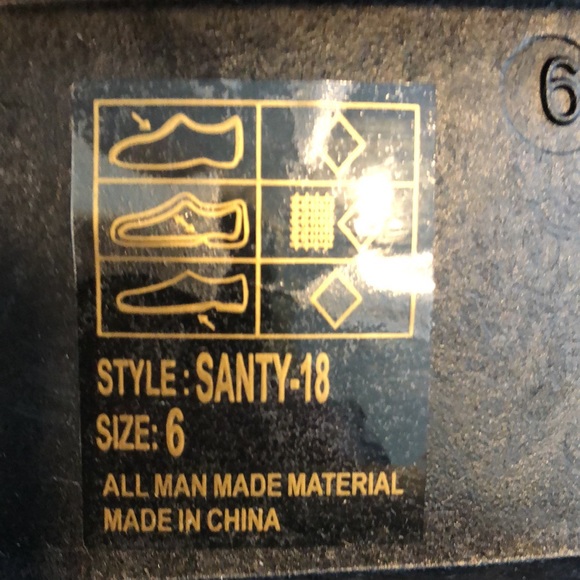 6
STYLE : SANTY-18
SIZE: 6
ALL MAN MADE MATERIAL
MADE IN CHINA